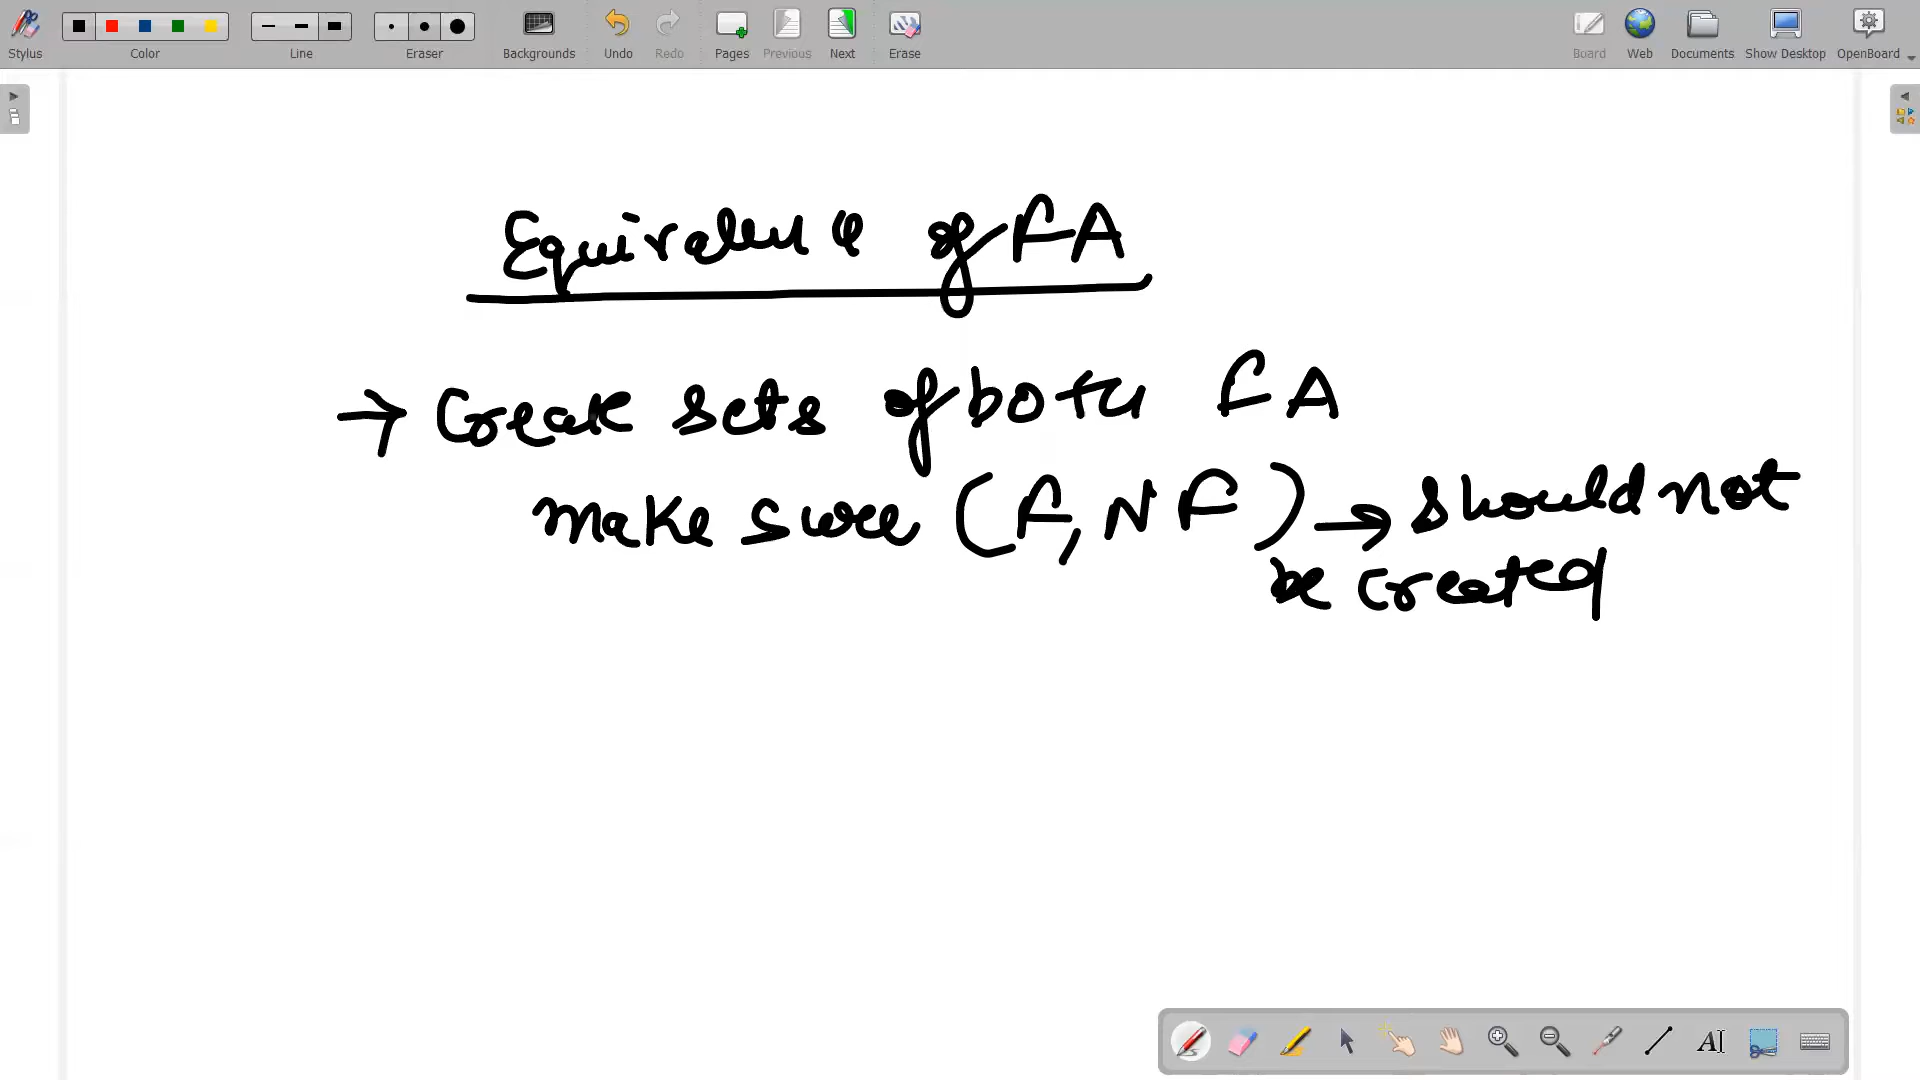 Stylus
Color
Line
Eraser
Backgrounds
Undo
Redo
Pages
Previous
Next
Erase
Board
Web
Documents
Show Desktop
OpenBoard
Equivalence of FA
→ Create sets of both FA
make sure (F, NF) → should not
be created